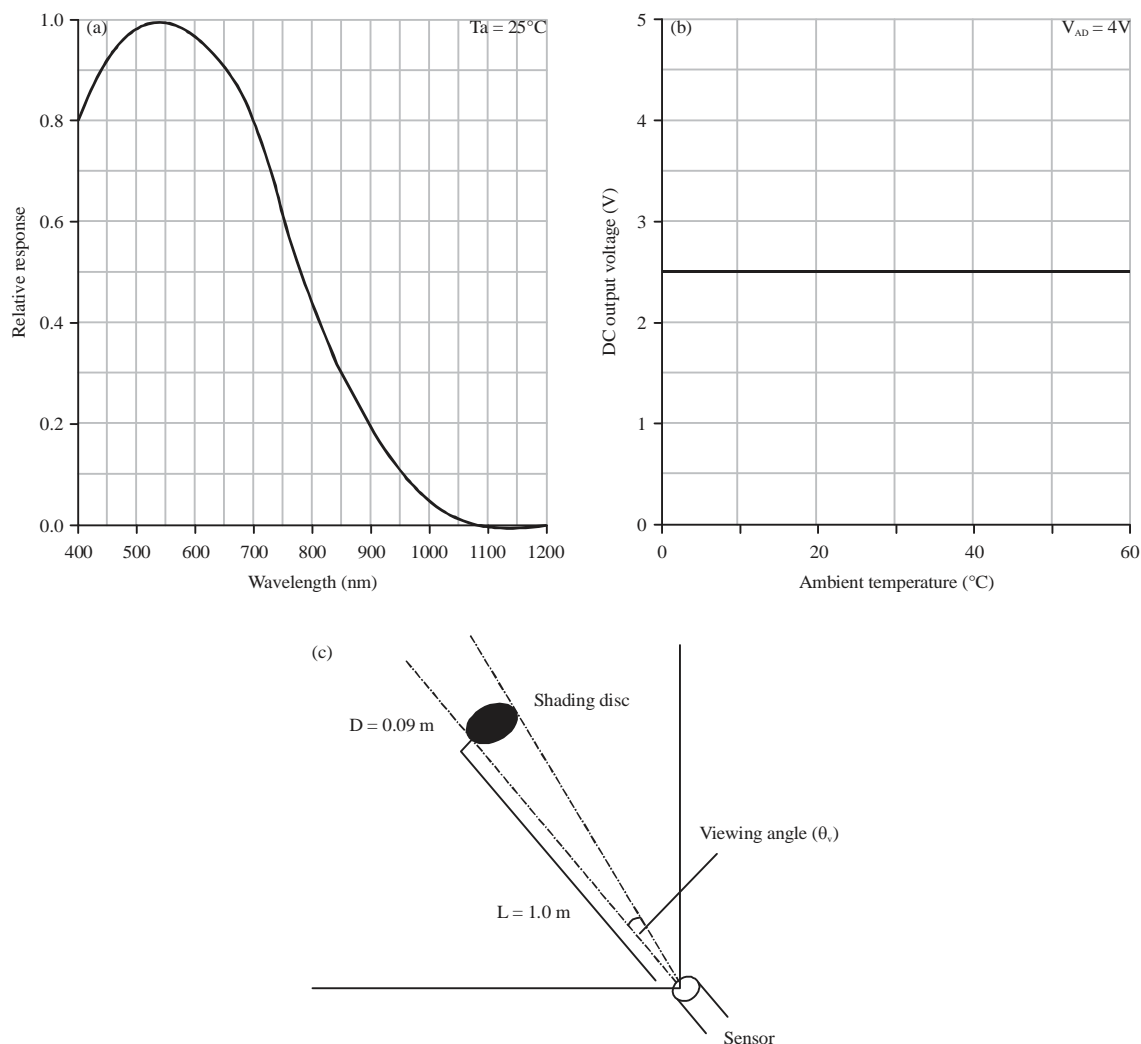 (a)
Ta = 25°C
1.0
0.8
0.6
0.4
0.2
0.0
Relative response
400 500 600 700 800 900 1000 1100 1200
Wavelength (nm)
(b)
V_AD = 4V
5
4
3
2
1
0
DC output voltage (V)
0 20 40 60
Ambient temperature (°C)
(c)
Shading disc
D = 0.09 m
Viewing angle (θ_v)
L = 1.0 m
Sensor